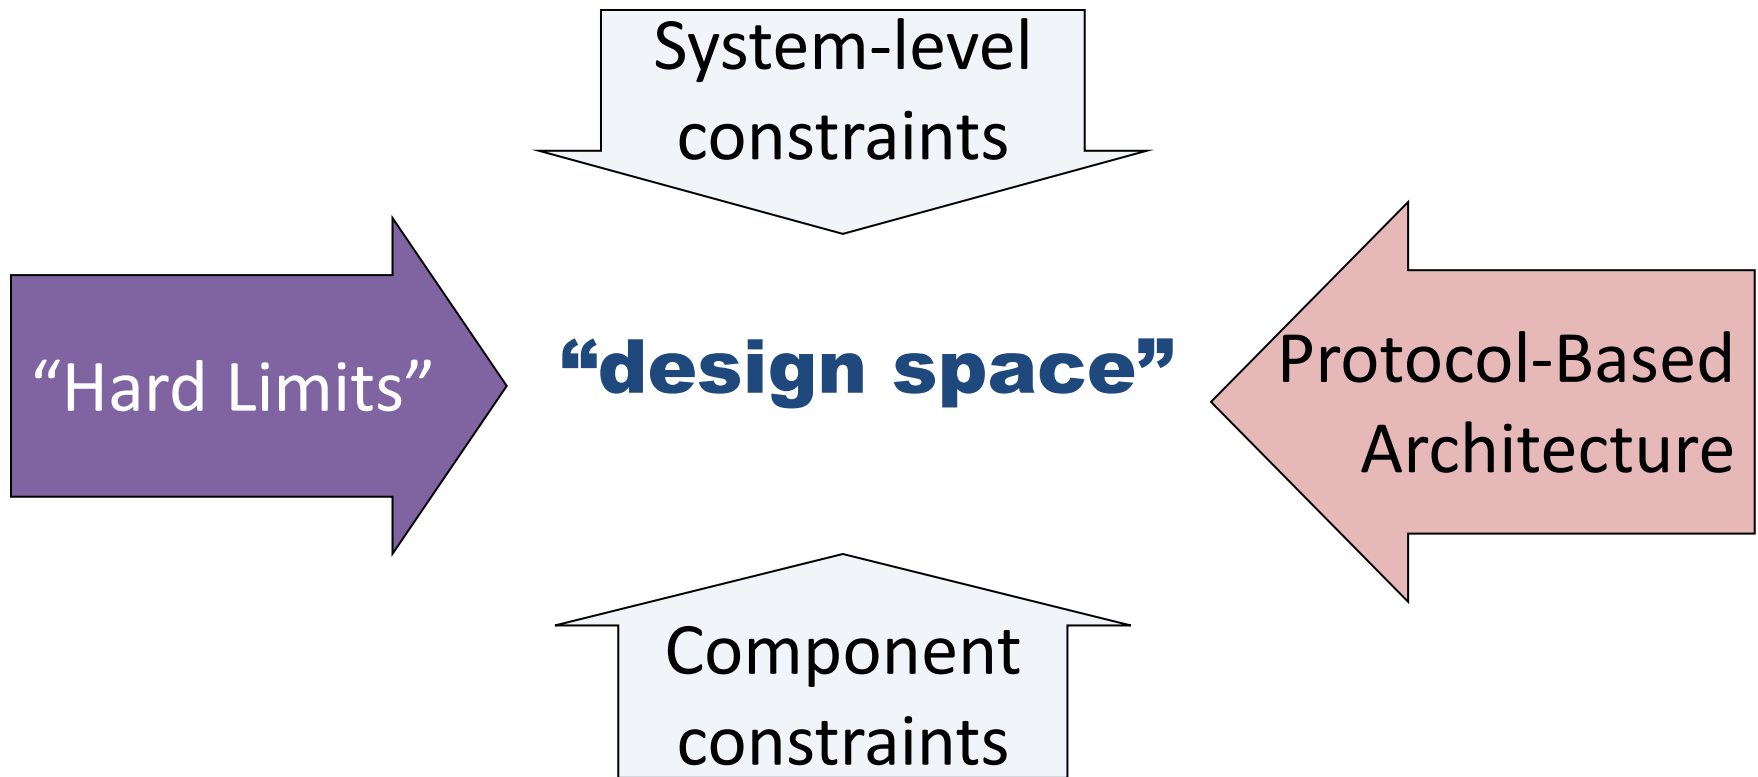 System-level
constraints
“Hard Limits”
“design space”
Protocol-Based
Architecture
Component
constraints